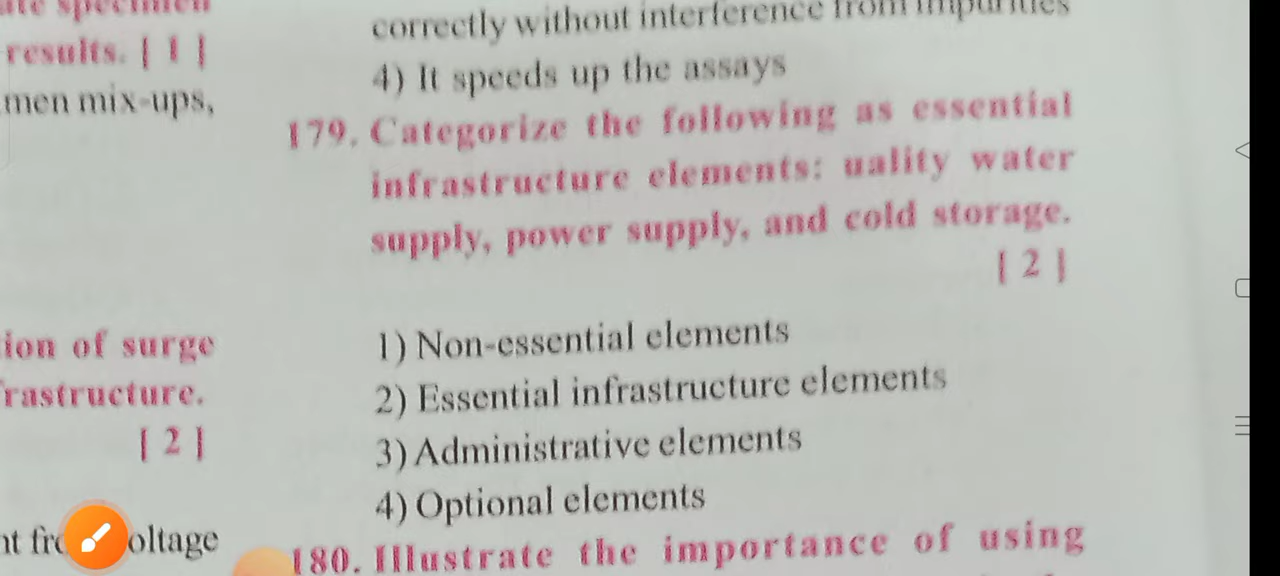 results. [ 1 ]
men mix-ups,
ion of surge
rastructure.
[ 2 ]
oltage
correctly without interference from impurities
4) It speeds up the assays
179. Categorize the following as essential
infrastructure elements: uality water
supply, power supply, and cold storage.
[ 2 ]
1) Non-essential elements
2) Essential infrastructure elements
3) Administrative elements
4) Optional elements
180. Illustrate the importance of using